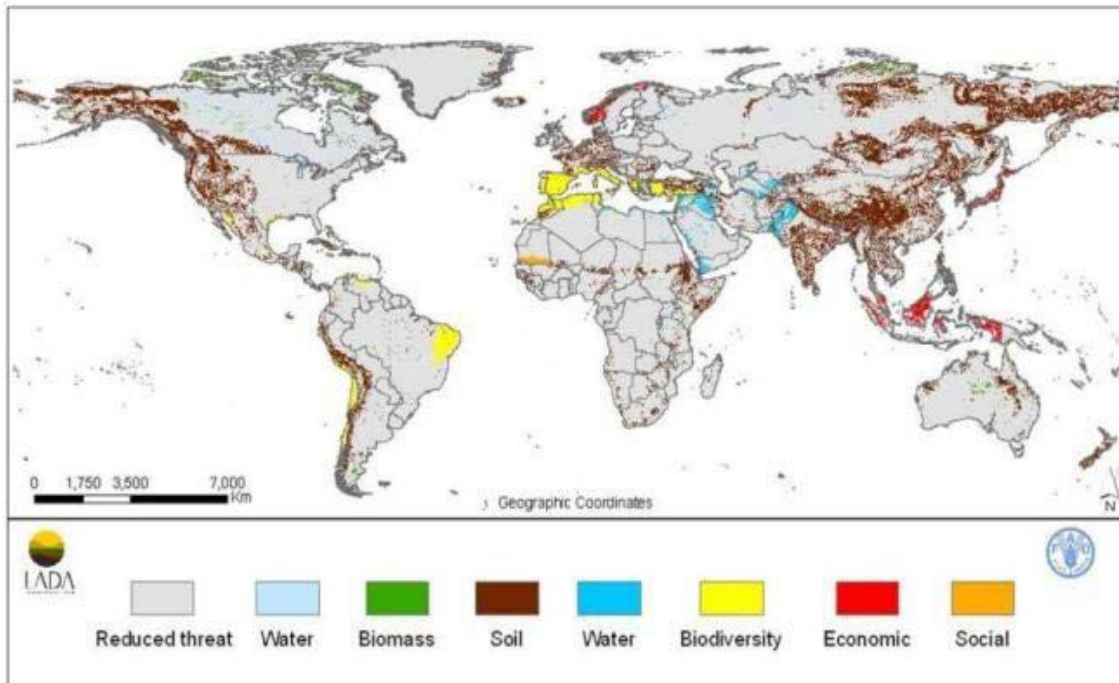 0 1,750 3,500 7,000
Km
Geographic Coordinates
N
LADA
FAO
Reduced threat Water Biomass Soil Water Biodiversity Economic Social